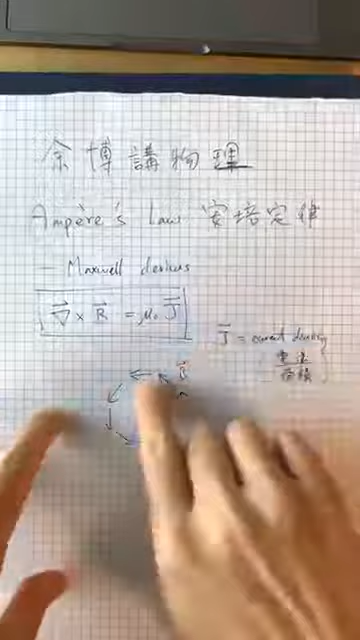 余博講物理
Ampère's Law 安培定律
— Maxwell derives
∇⃗ × B⃗ = μ₀ J⃗
J⃗ = current density
電流
面積
B⃗